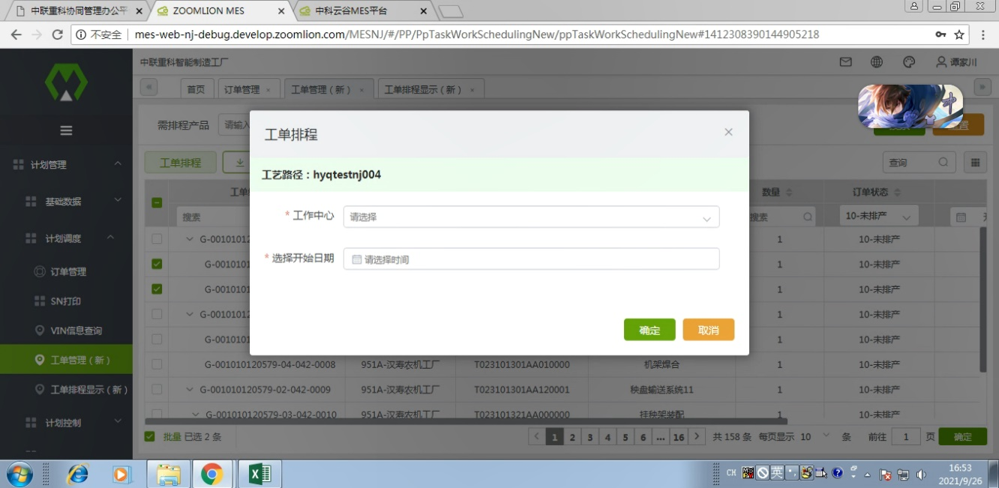 中联重科协同管理办公平
ZOOMLION MES
中科云谷MES平台
不安全 mes-web-nj-debug.develop.zoomlion.com/MESNJ/#/PP/PpTaskWorkSchedulingNew/ppTaskWorkSchedulingNew#1412308390144905218
中联重科智能制造工厂
谭家川
首页
订单管理
工单管理（新）
工单排程显示（新）
需排程产品
请输入
工单排程
查询
计划管理
基础数据
计划调度
订单管理
SN打印
VIN信息查询
工单管理（新）
工单排程显示（新）
计划控制
工单排程
工艺路径：hyqtestnj004
* 工作中心 请选择
* 选择开始日期 请选择时间
确定 取消
数量 订单状态
搜索 搜索 10-未排产
G-00101012 1 10-未排产
G-0010101 1 10-未排产
G-0010101 1 10-未排产
G-00101012 1 10-未排产
G-0010101 1 10-未排产
G-001010120579-04-042-0008 951A-汉寿农机工厂 T023101301AA010000 机架焊合 1 10-未排产
G-001010120579-02-042-0009 951A-汉寿农机工厂 T023101301AA120001 秧盘输送系统11 1 10-未排产
G-001010120579-03-042-0010 951A-汉寿农机工厂 T023101321AA000000 挂秧架装配 1 10-未排产
批量 已选 2 条
1 2 3 4 5 6 ... 16 共 158 条 每页显示 10 条 前往 1 页 确定
CH 英
16:53
2021/9/26